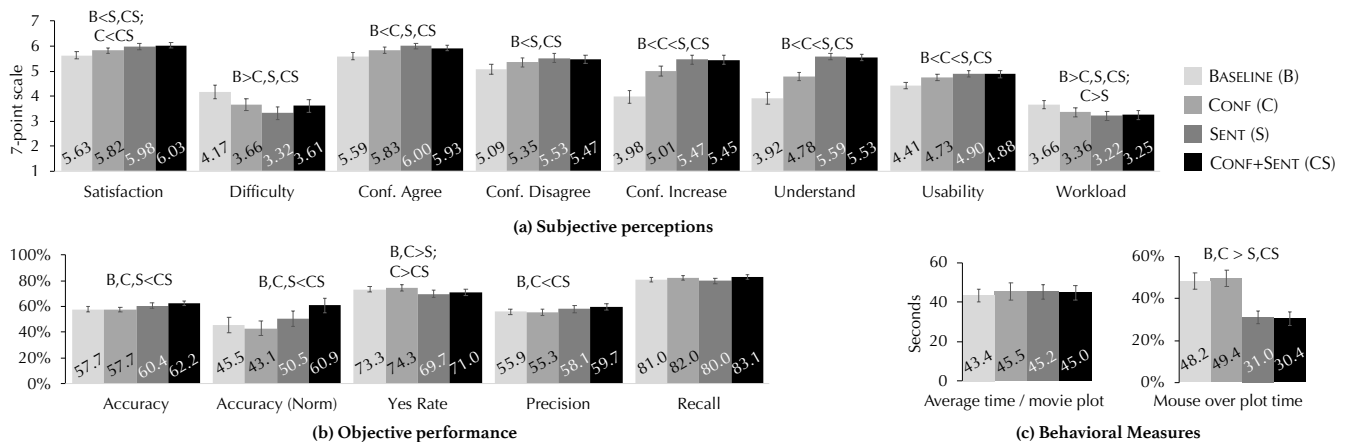 7
6
5
4
3
2
1
7-point scale
B<S,CS;
C<CS
B>C,S,CS
B<C,S,CS
B<S,CS
B<C<S,CS
B<C<S,CS
B<C<S,CS
B>C,S,CS;
C>S
5.63 5.82 5.98 6.03
4.17 3.66 3.32 3.61
5.59 5.83 6.00 5.93
5.09 5.35 5.53 5.47
3.98 5.01 5.47 5.45
3.92 4.78 5.59 5.53
4.41 4.73 4.90 4.88
3.66 3.36 3.22 3.25
Satisfaction Difficulty Conf. Agree Conf. Disagree Conf. Increase Understand Usability Workload
BASELINE (B)
CONF (C)
SENT (S)
CONF+SENT (CS)
(a) Subjective perceptions
100%
80%
60%
40%
20%
0%
B,C,S<CS
B,C,S<CS
B,C>S;
C>CS
B,C<CS
57.7 57.7 60.4 62.2
45.5 43.1 50.5 60.9
73.3 74.3 69.7 71.0
55.9 55.3 58.1 59.7
81.0 82.0 80.0 83.1
Accuracy Accuracy (Norm) Yes Rate Precision Recall
(b) Objective performance
60
40
20
0
Seconds
43.4 45.5 45.2 45.0
Average time / movie plot
60%
40%
20%
0%
B,C > S,CS
48.2 49.4 31.0 30.4
Mouse over plot time
(c) Behavioral Measures